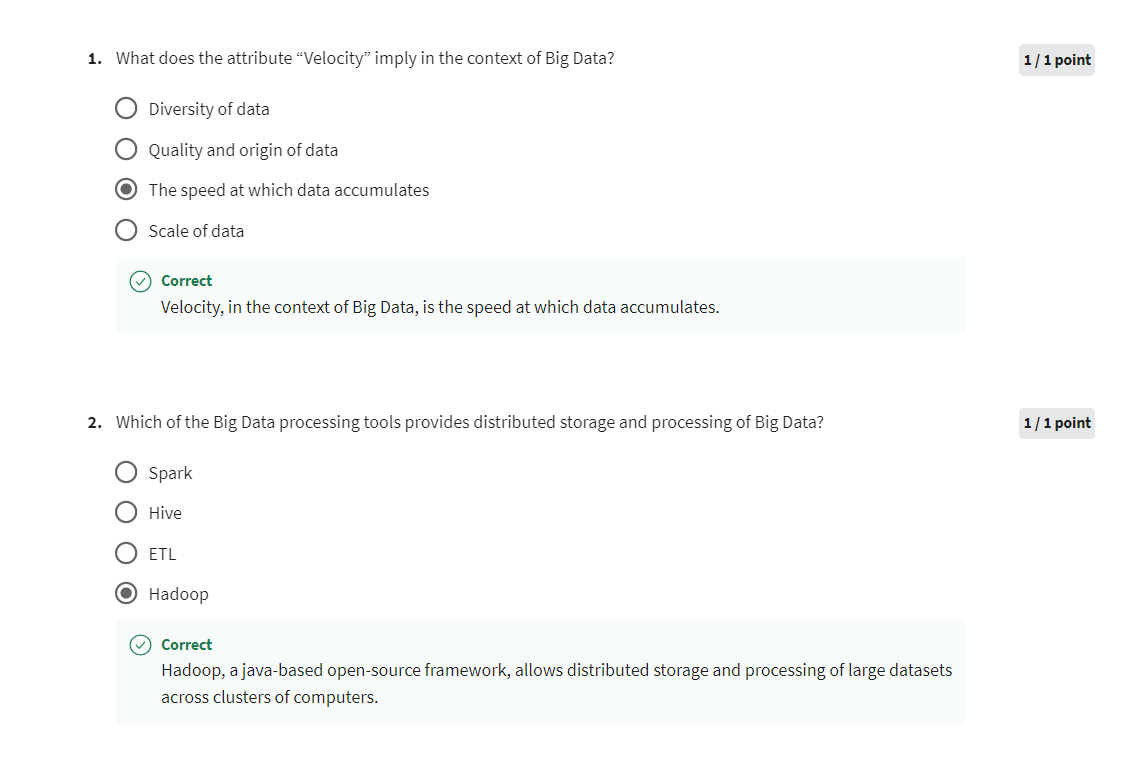 1. What does the attribute “Velocity” imply in the context of Big Data?
1 / 1 point
Diversity of data
Quality and origin of data
The speed at which data accumulates
Scale of data
Correct
Velocity, in the context of Big Data, is the speed at which data accumulates.
2. Which of the Big Data processing tools provides distributed storage and processing of Big Data?
1 / 1 point
Spark
Hive
ETL
Hadoop
Correct
Hadoop, a java-based open-source framework, allows distributed storage and processing of large datasets
across clusters of computers.